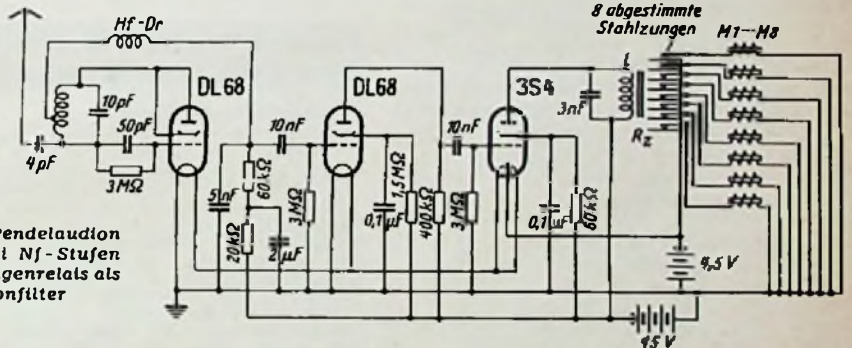 8 abgestimmte
Stahlzungen
M1---M8
Hf-Dr
DL68
DL68
3S4
10pF
50pF
4pF
3MΩ
5nF
60kΩ
10nF
20kΩ
2µF
3MΩ
0,1µF
1,5MΩ
400kΩ
10nF
3MΩ
3nF
L
Rz
0,1µF
60kΩ
4,5V
45V
Pendelaudion
i Nf-Stufen
genrelais als
onfilter